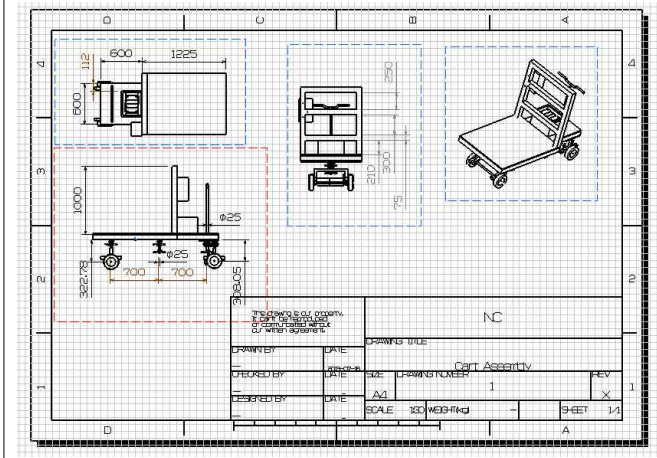 D C B A
4 4
3 3
2 2
1 1
600 1225
112
600
250
300
210
75
1000
ø25
ø25
700 700
322.78
308.05
This drawing is our property.
It can't be reproduced
or communicated without
our written agreement.
NC
DRAWN BY DATE
DRAWING TITLE
Cart Assembly
CHECKED BY DATE
SIZE DRAWING NUMBER REV
A4 1 X
DESIGNED BY DATE
SCALE 1:30 WEIGHT(kg) SHEET 1/1
D A